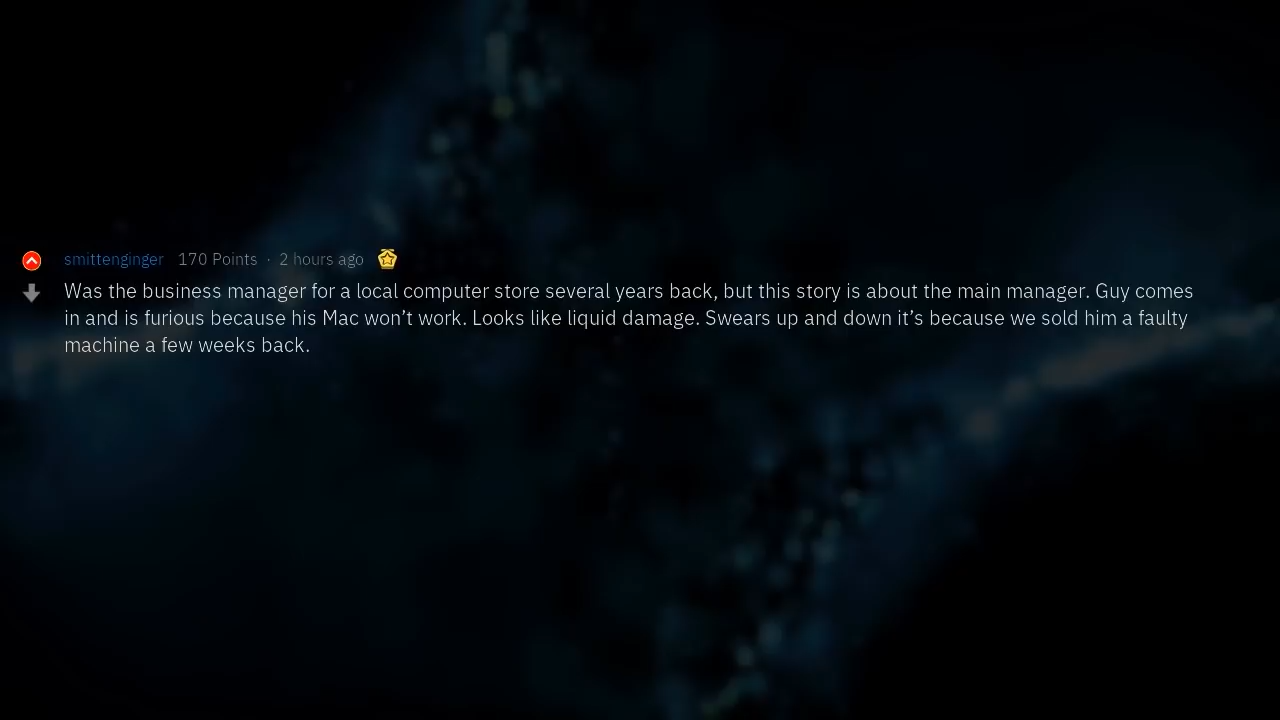 smittenginger 170 Points · 2 hours ago
Was the business manager for a local computer store several years back, but this story is about the main manager. Guy comes
in and is furious because his Mac won’t work. Looks like liquid damage. Swears up and down it’s because we sold him a faulty
machine a few weeks back.